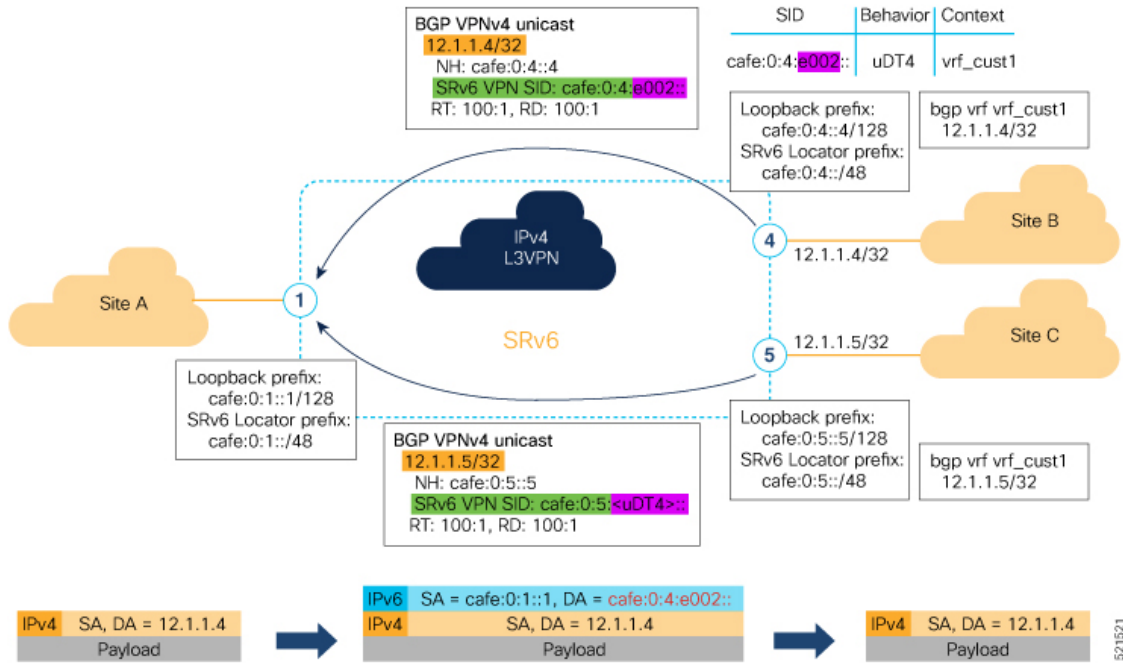 BGP VPNv4 unicast
12.1.1.4/32
NH: cafe:0:4::4
SRv6 VPN SID: cafe:0:4:e002::
RT: 100:1, RD: 100:1
SID Behavior Context
cafe:0:4:e002:: uDT4 vrf_cust1
Loopback prefix:
cafe:0:4::4/128
SRv6 Locator prefix:
cafe:0:4::/48
bgp vrf vrf_cust1
12.1.1.4/32
IPv4
L3VPN
4
12.1.1.4/32
Site B
Site A
1
SRv6
5
12.1.1.5/32
Site C
Loopback prefix:
cafe:0:1::1/128
SRv6 Locator prefix:
cafe:0:1::/48
BGP VPNv4 unicast
12.1.1.5/32
NH: cafe:0:5::5
SRv6 VPN SID: cafe:0:5:<uDT4>::
RT: 100:1, RD: 100:1
Loopback prefix:
cafe:0:5::5/128
SRv6 Locator prefix:
cafe:0:5::/48
bgp vrf vrf_cust1
12.1.1.5/32
IPv4 SA, DA = 12.1.1.4
Payload
IPv6 SA = cafe:0:1::1, DA = cafe:0:4:e002::
IPv4 SA, DA = 12.1.1.4
Payload
IPv4 SA, DA = 12.1.1.4
Payload
521521